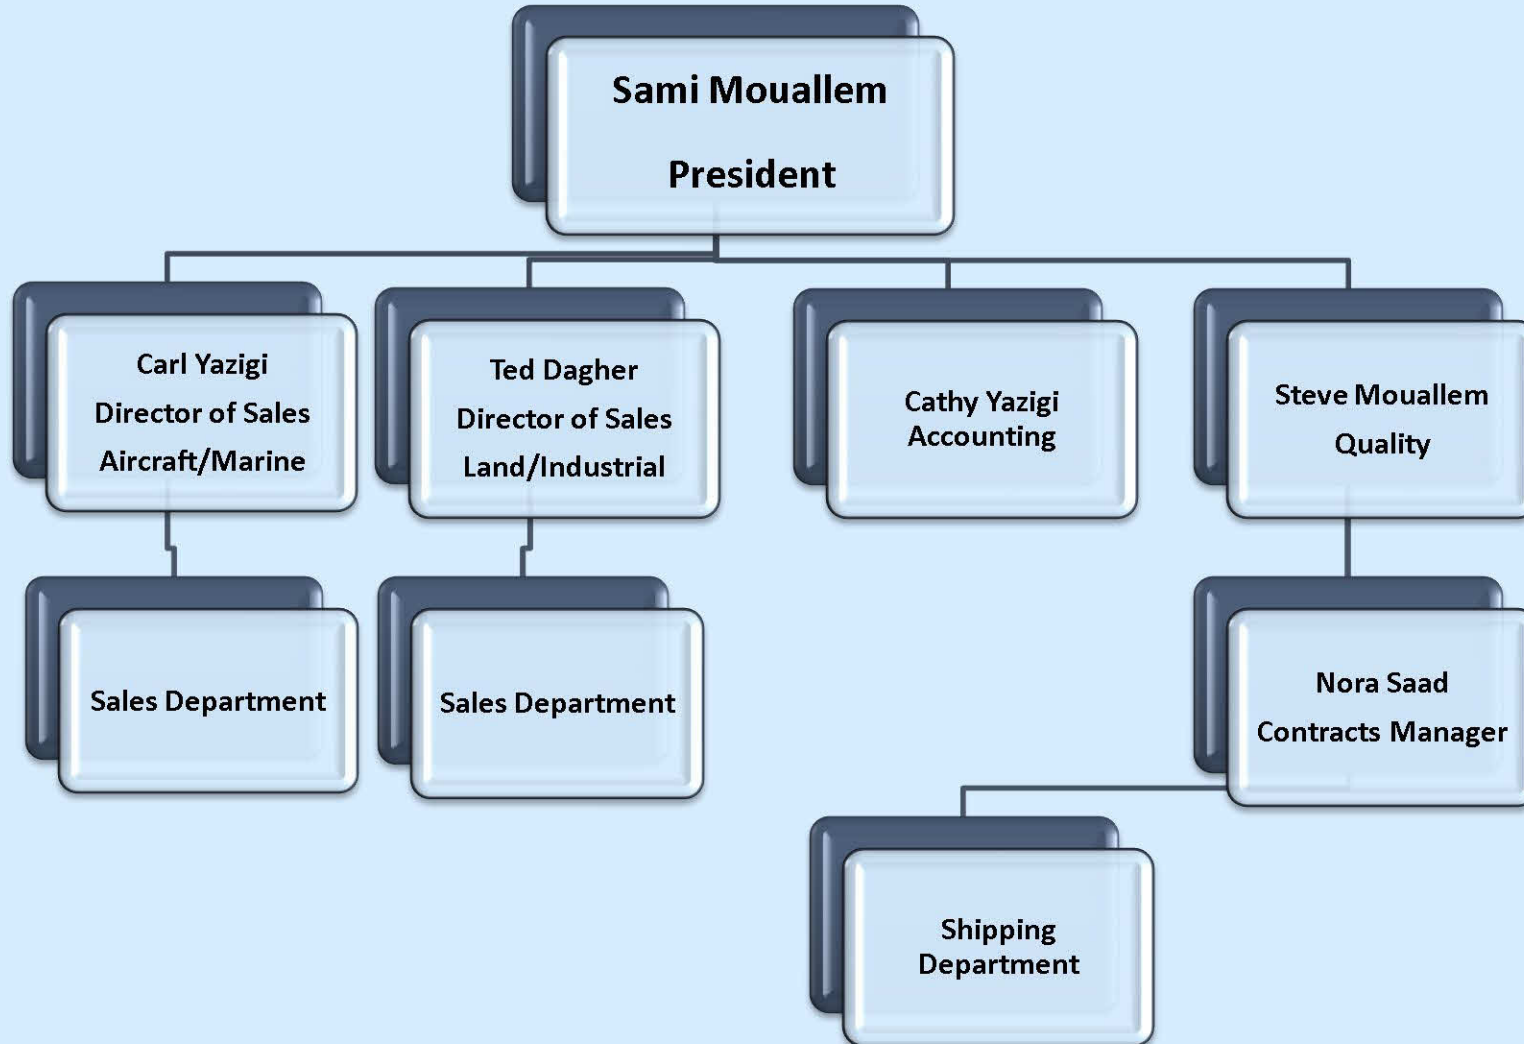 Sami Mouallem
President
Carl Yazigi
Director of Sales
Aircraft/Marine
Ted Dagher
Director of Sales
Land/Industrial
Cathy Yazigi
Accounting
Steve Mouallem
Quality
Sales Department
Sales Department
Nora Saad
Contracts Manager
Shipping
Department